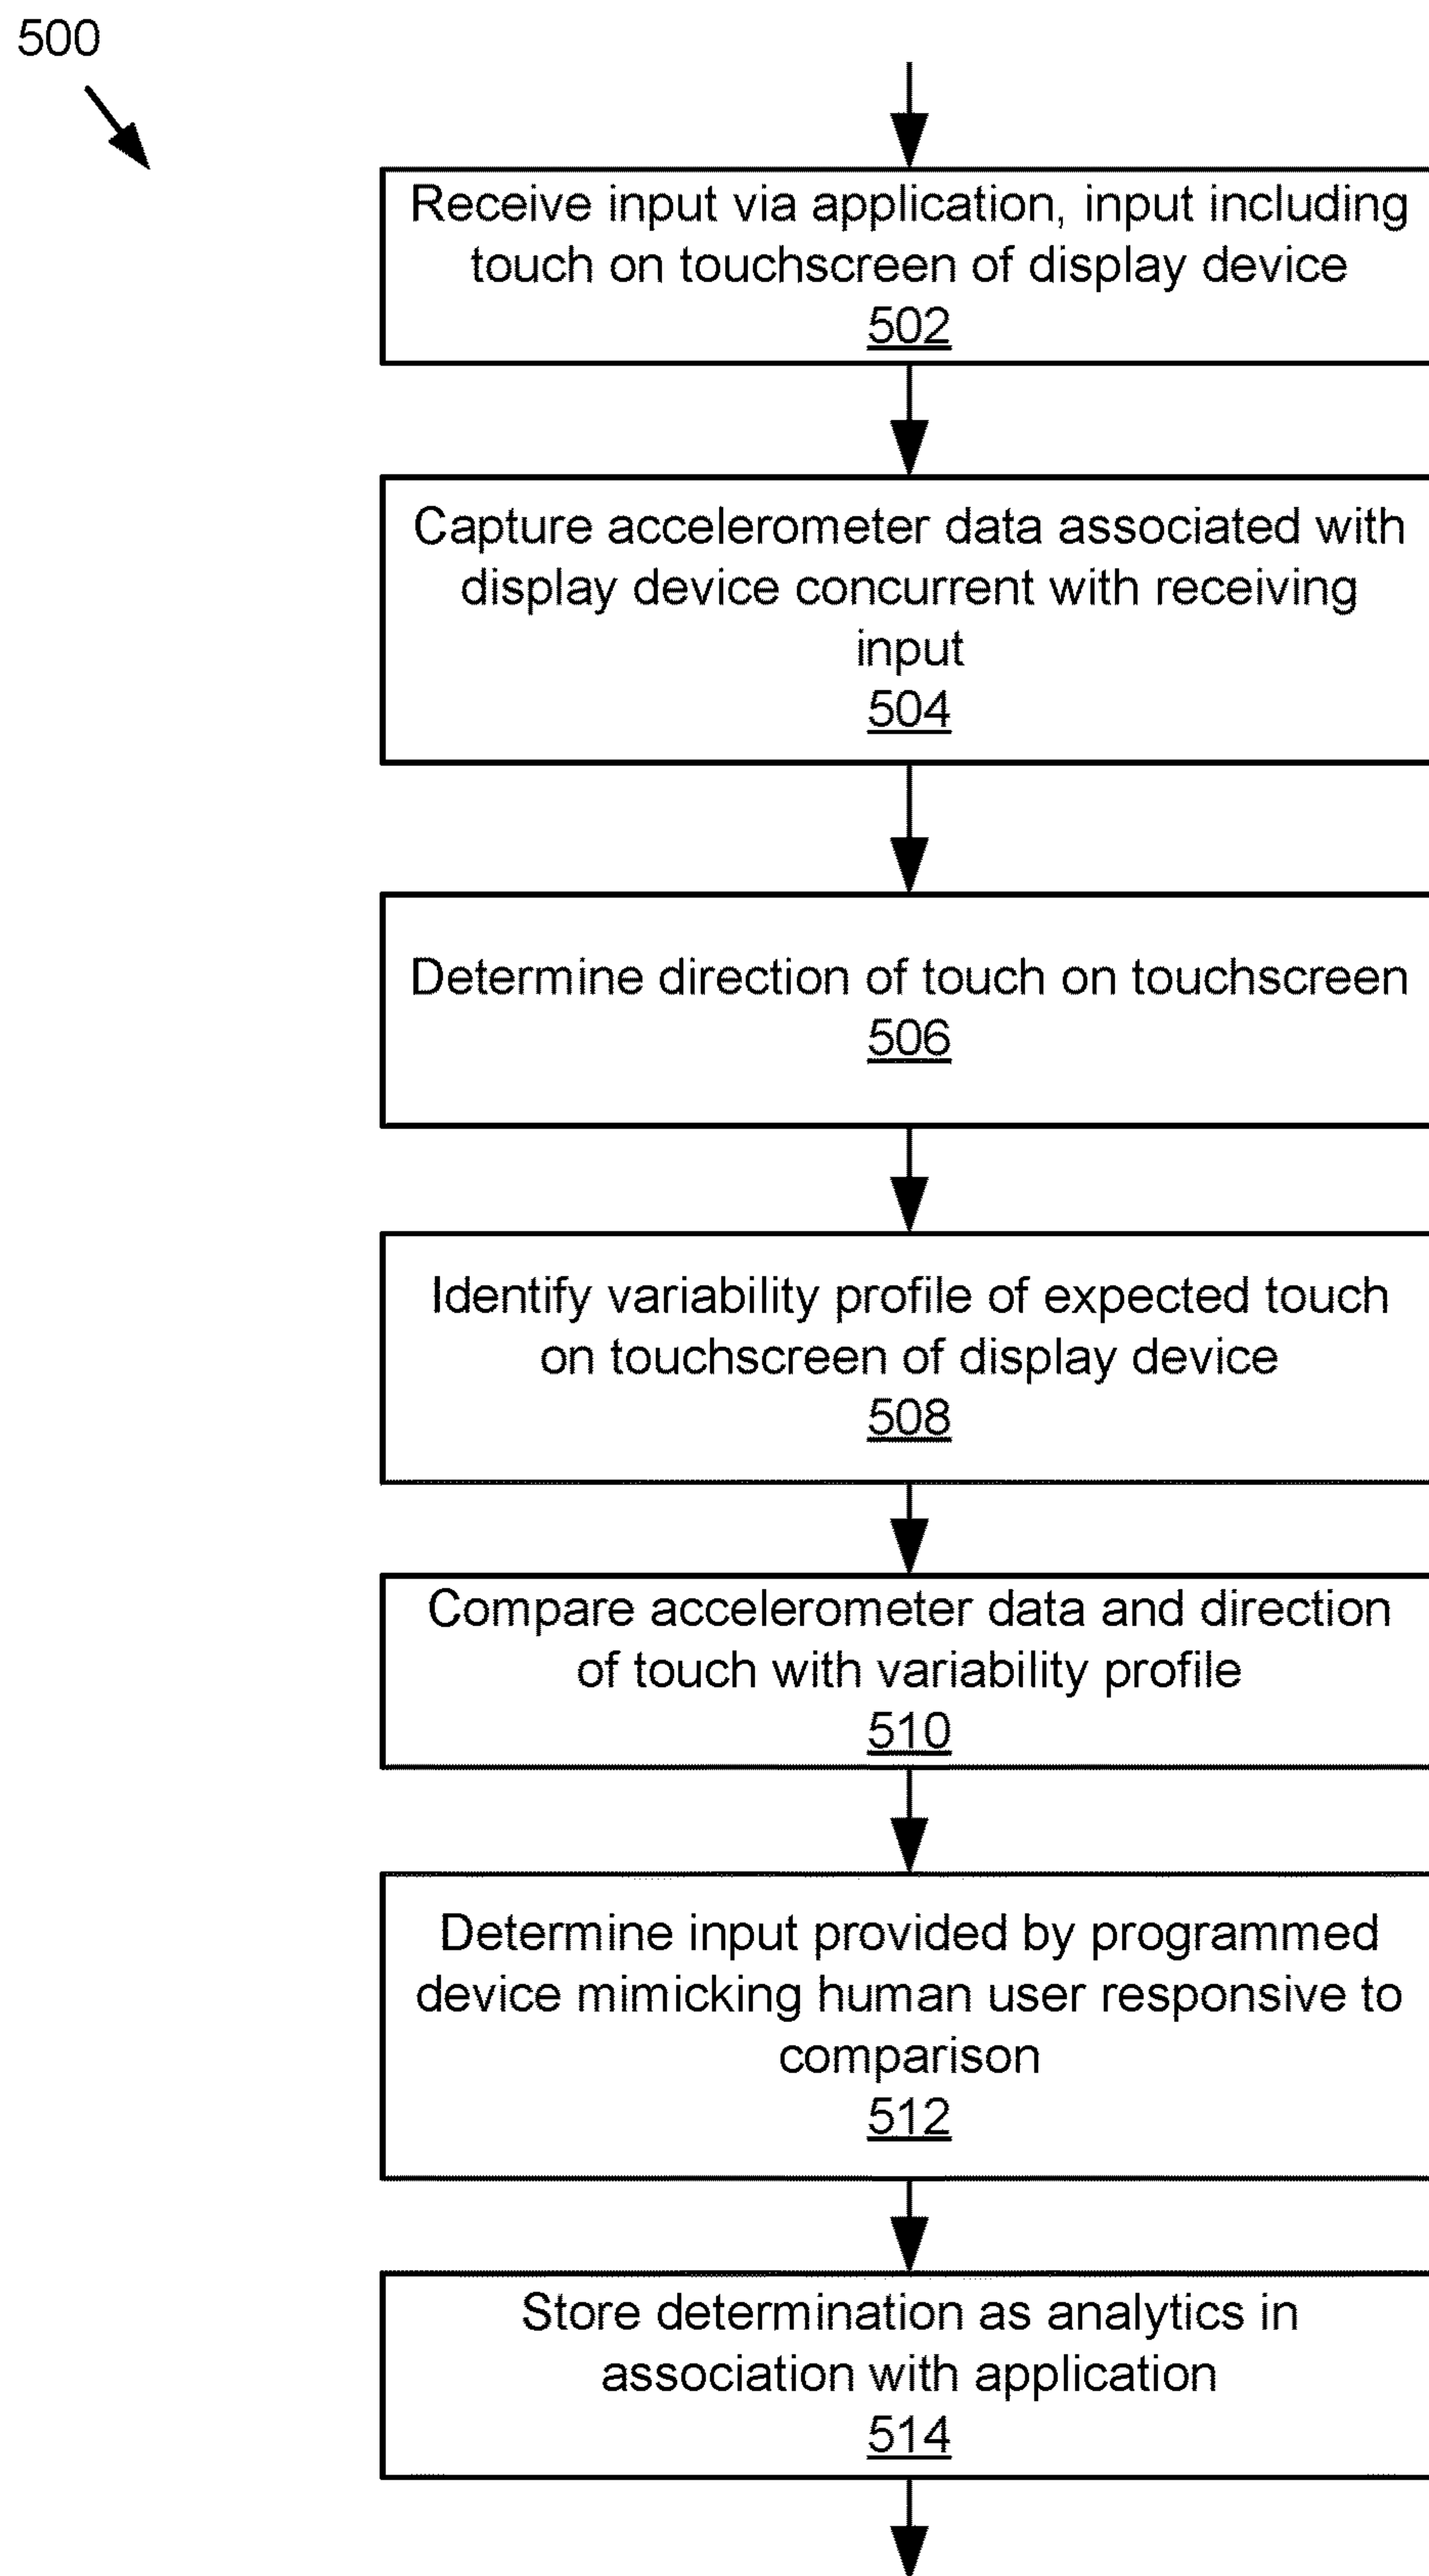 500
Receive input via application, input including
touch on touchscreen of display device
502
Capture accelerometer data associated with
display device concurrent with receiving
input
504
Determine direction of touch on touchscreen
506
Identify variability profile of expected touch
on touchscreen of display device
508
Compare accelerometer data and direction
of touch with variability profile
510
Determine input provided by programmed
device mimicking human user responsive to
comparison
512
Store determination as analytics in
association with application
514